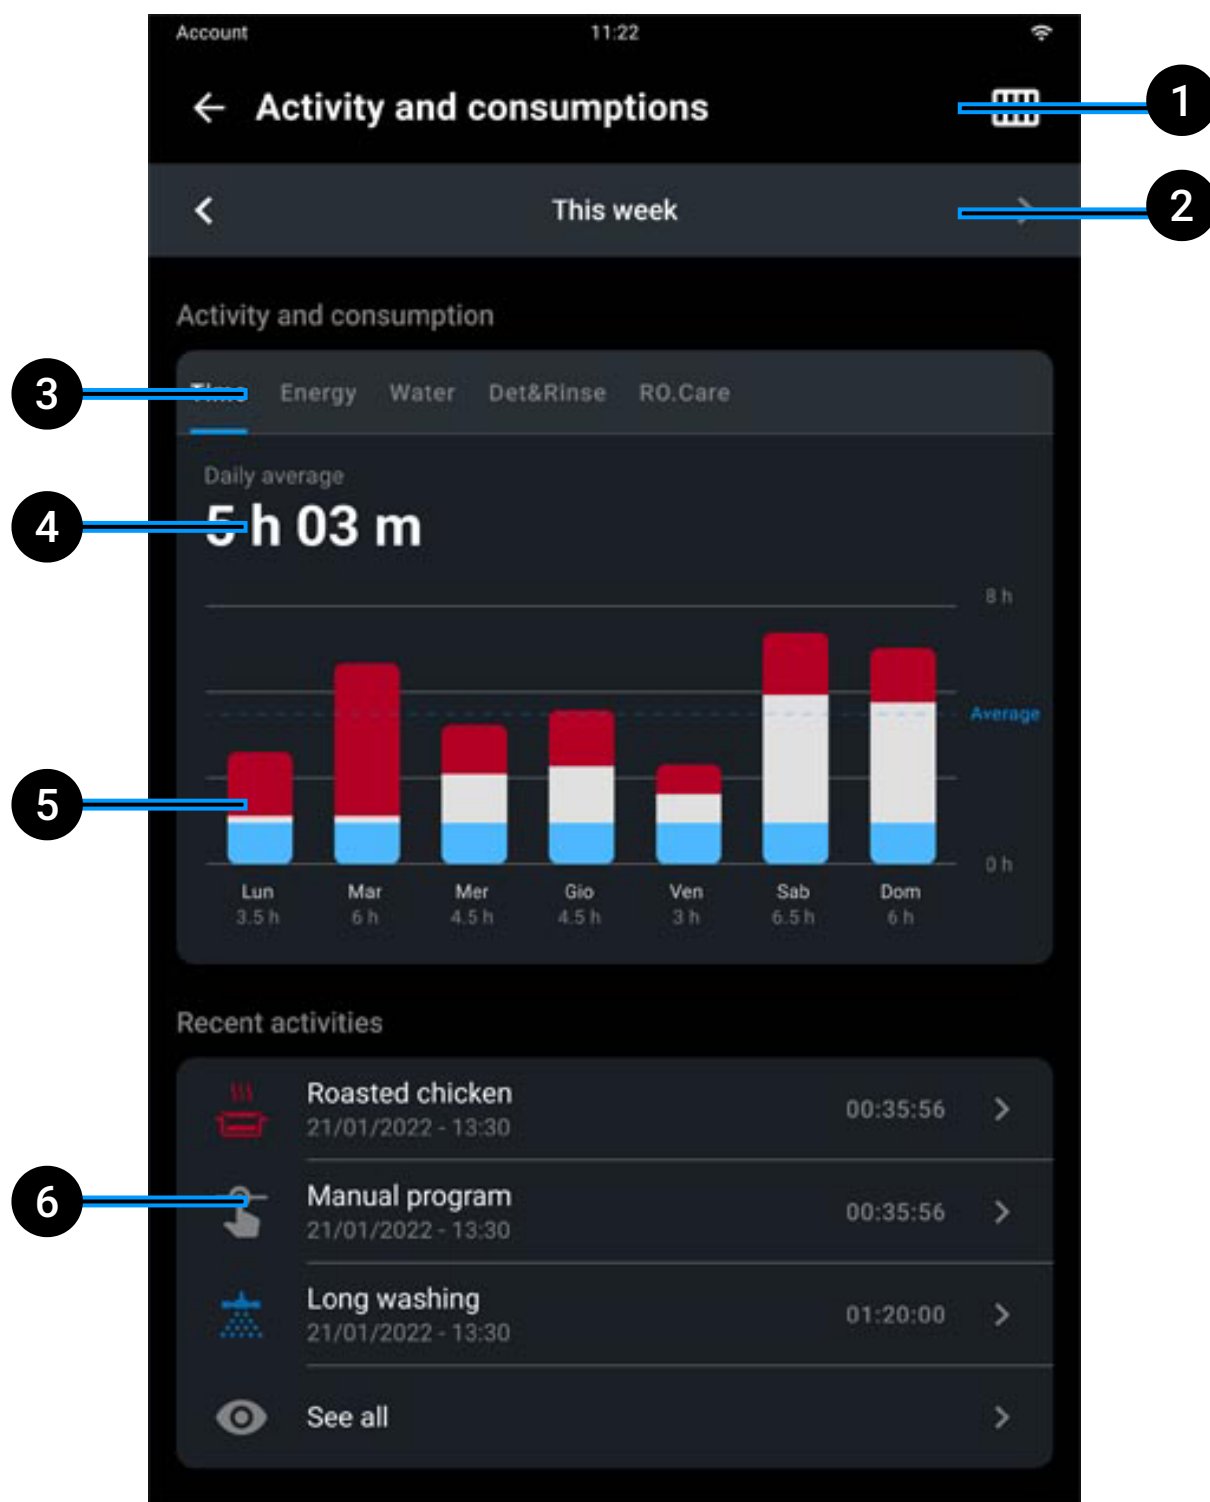 Account 11:22
Activity and consumptions 1
This week 2
Activity and consumption
3 Time Energy Water Det&Rinse RO.Care
Daily average
4 5 h 03 m
8 h
Average
5
0 h
Lun Mar Mer Gio Ven Sab Dom
3.5 h 6 h 4.5 h 4.5 h 3 h 6.5 h 6 h
Recent activities
Roasted chicken
21/01/2022 - 13:30 00:35:56
6 Manual program
21/01/2022 - 13:30 00:35:56
Long washing
21/01/2022 - 13:30 01:20:00
See all